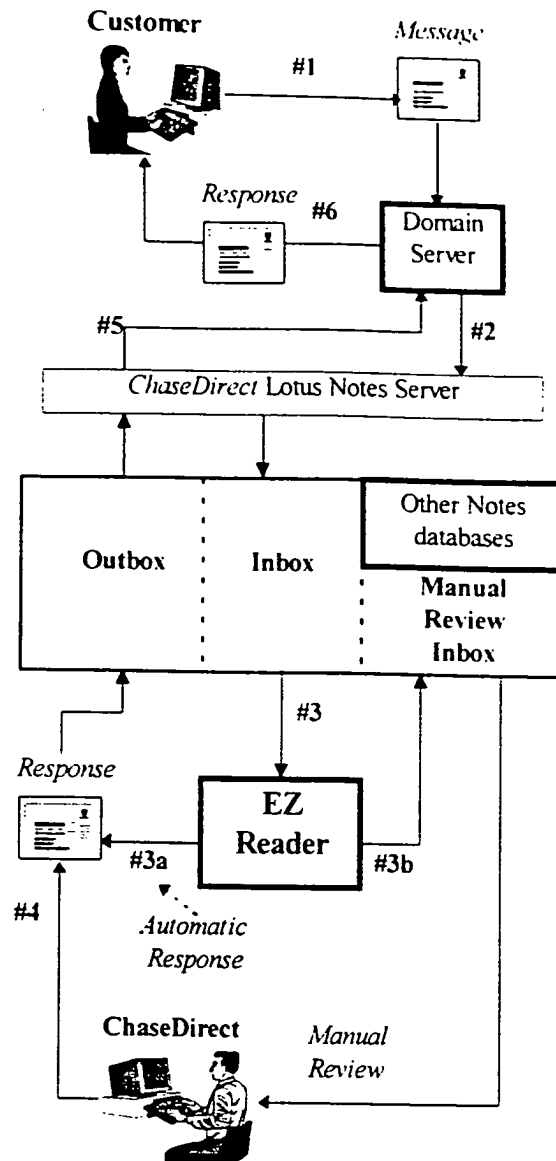 Customer
Message
#1
Response
#6
Domain
Server
#5
#2
ChaseDirect Lotus Notes Server
Other Notes
databases
Outbox
Inbox
Manual
Review
Inbox
#3
Response
EZ
Reader
#3a
#3b
#4
Automatic
Response
ChaseDirect
Manual
Review